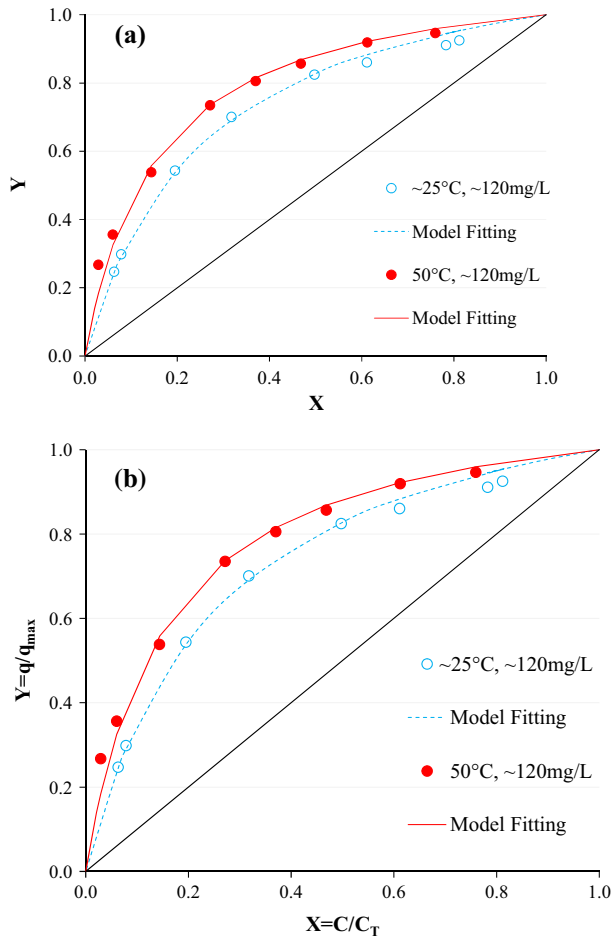 (a)
1.0
0.8
0.6
0.4
0.2
0.0
Y
~25°C, ~120mg/L
Model Fitting
50°C, ~120mg/L
Model Fitting
0.0 0.2 0.4 0.6 0.8 1.0
X
(b)
1.0
0.8
0.6
0.4
0.2
0.0
Y=q/qmax
~25°C, ~120mg/L
Model Fitting
50°C, ~120mg/L
Model Fitting
0.0 0.2 0.4 0.6 0.8 1.0
X=C/CT